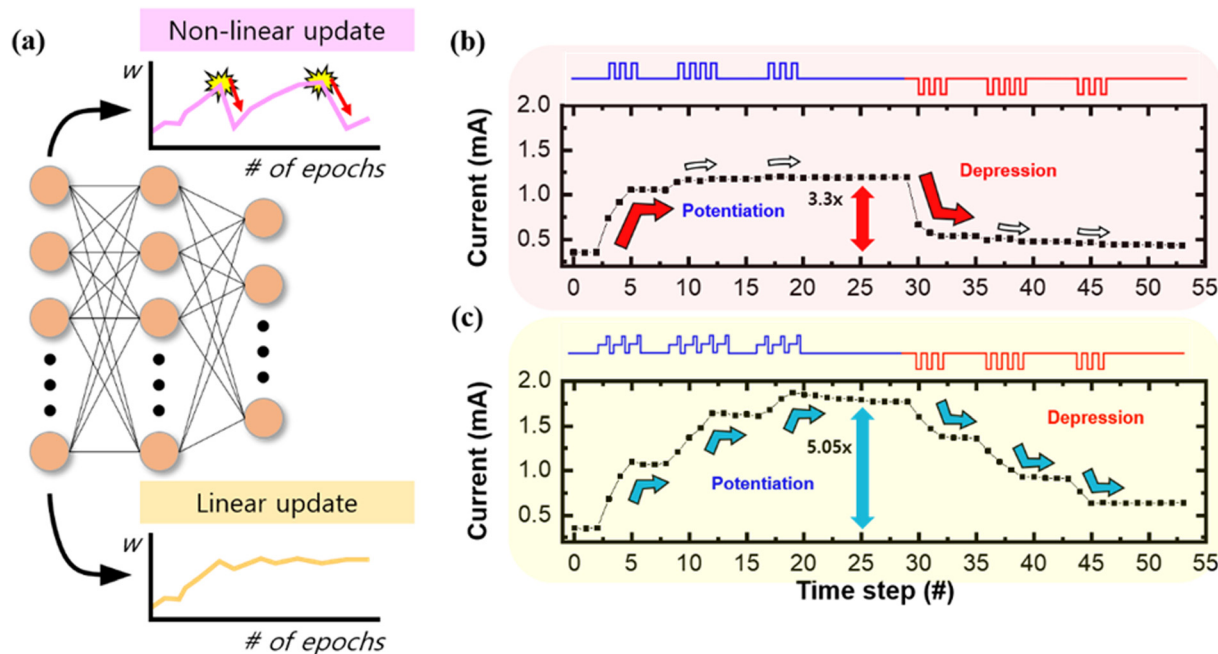 (a)
Non-linear update
w
# of epochs
Linear update
w
# of epochs
(b)
Current (mA)
2.0
1.5
1.0
0.5
Potentiation
3.3x
Depression
0 5 10 15 20 25 30 35 40 45 50 55
(c)
Current (mA)
2.0
1.5
1.0
0.5
Potentiation
5.05x
Depression
0 5 10 15 20 25 30 35 40 45 50 55
Time step (#)